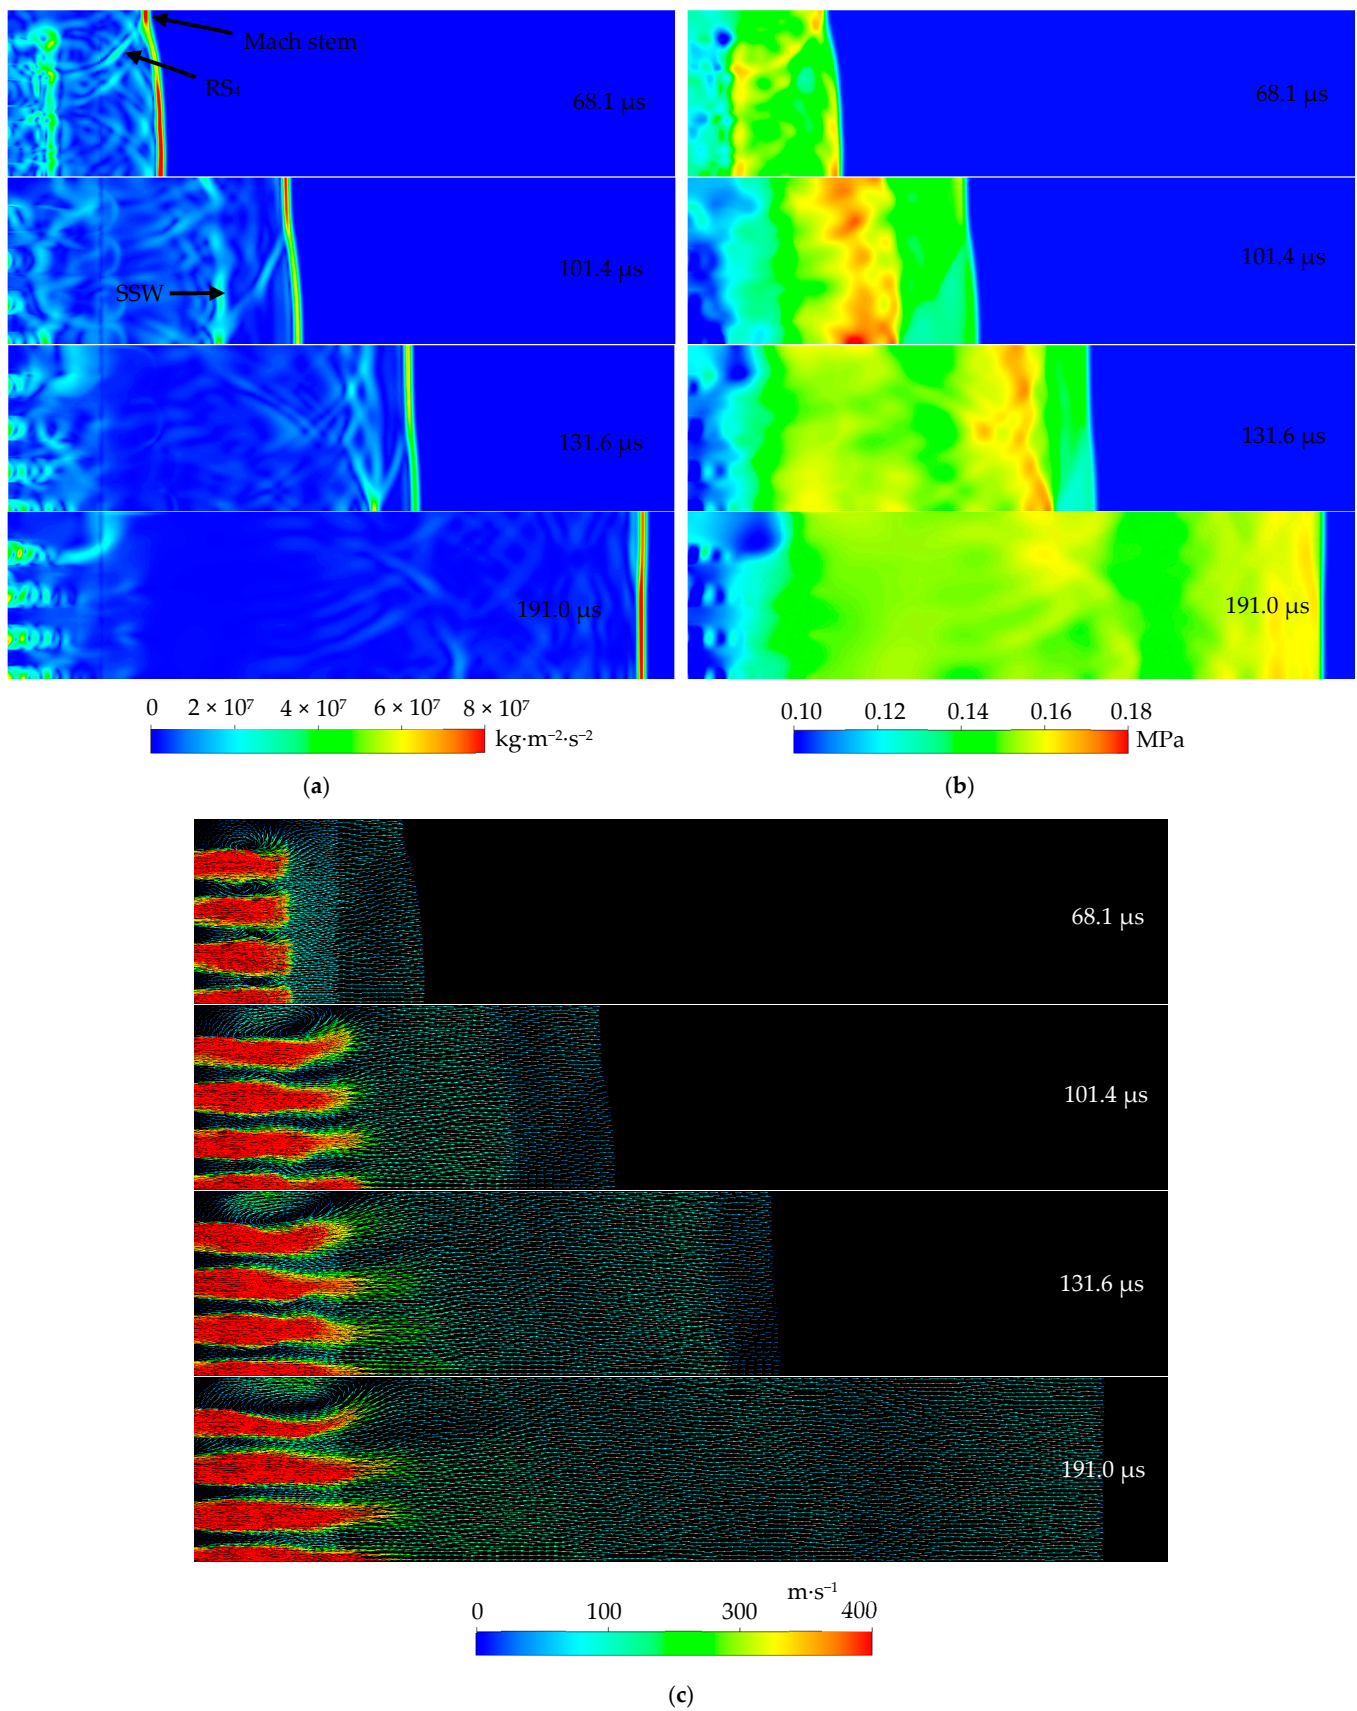 Mach stem
RS₄
68.1 µs
68.1 µs
101.4 µs
SSW
101.4 µs
131.6 µs
131.6 µs
191.0 µs
191.0 µs
0 2 × 10⁷ 4 × 10⁷ 6 × 10⁷ 8 × 10⁷
kg·m⁻²·s⁻²
0.10 0.12 0.14 0.16 0.18
MPa
(a)
(b)
68.1 µs
101.4 µs
131.6 µs
191.0 µs
m·s⁻¹
0 100 300 400
(c)